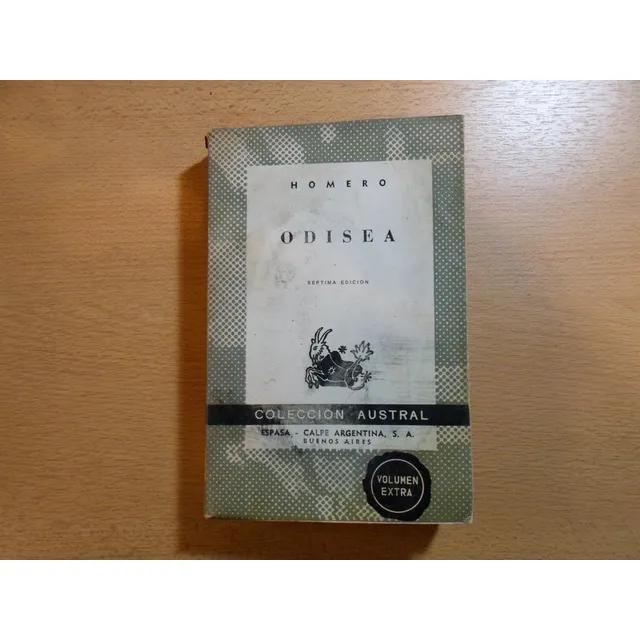 HOMERO
ODISEA
SEPTIMA EDICION
COLECCION AUSTRAL
ESPASA - CALPE ARGENTINA, S. A.
BUENOS AIRES
VOLUMEN
EXTRA